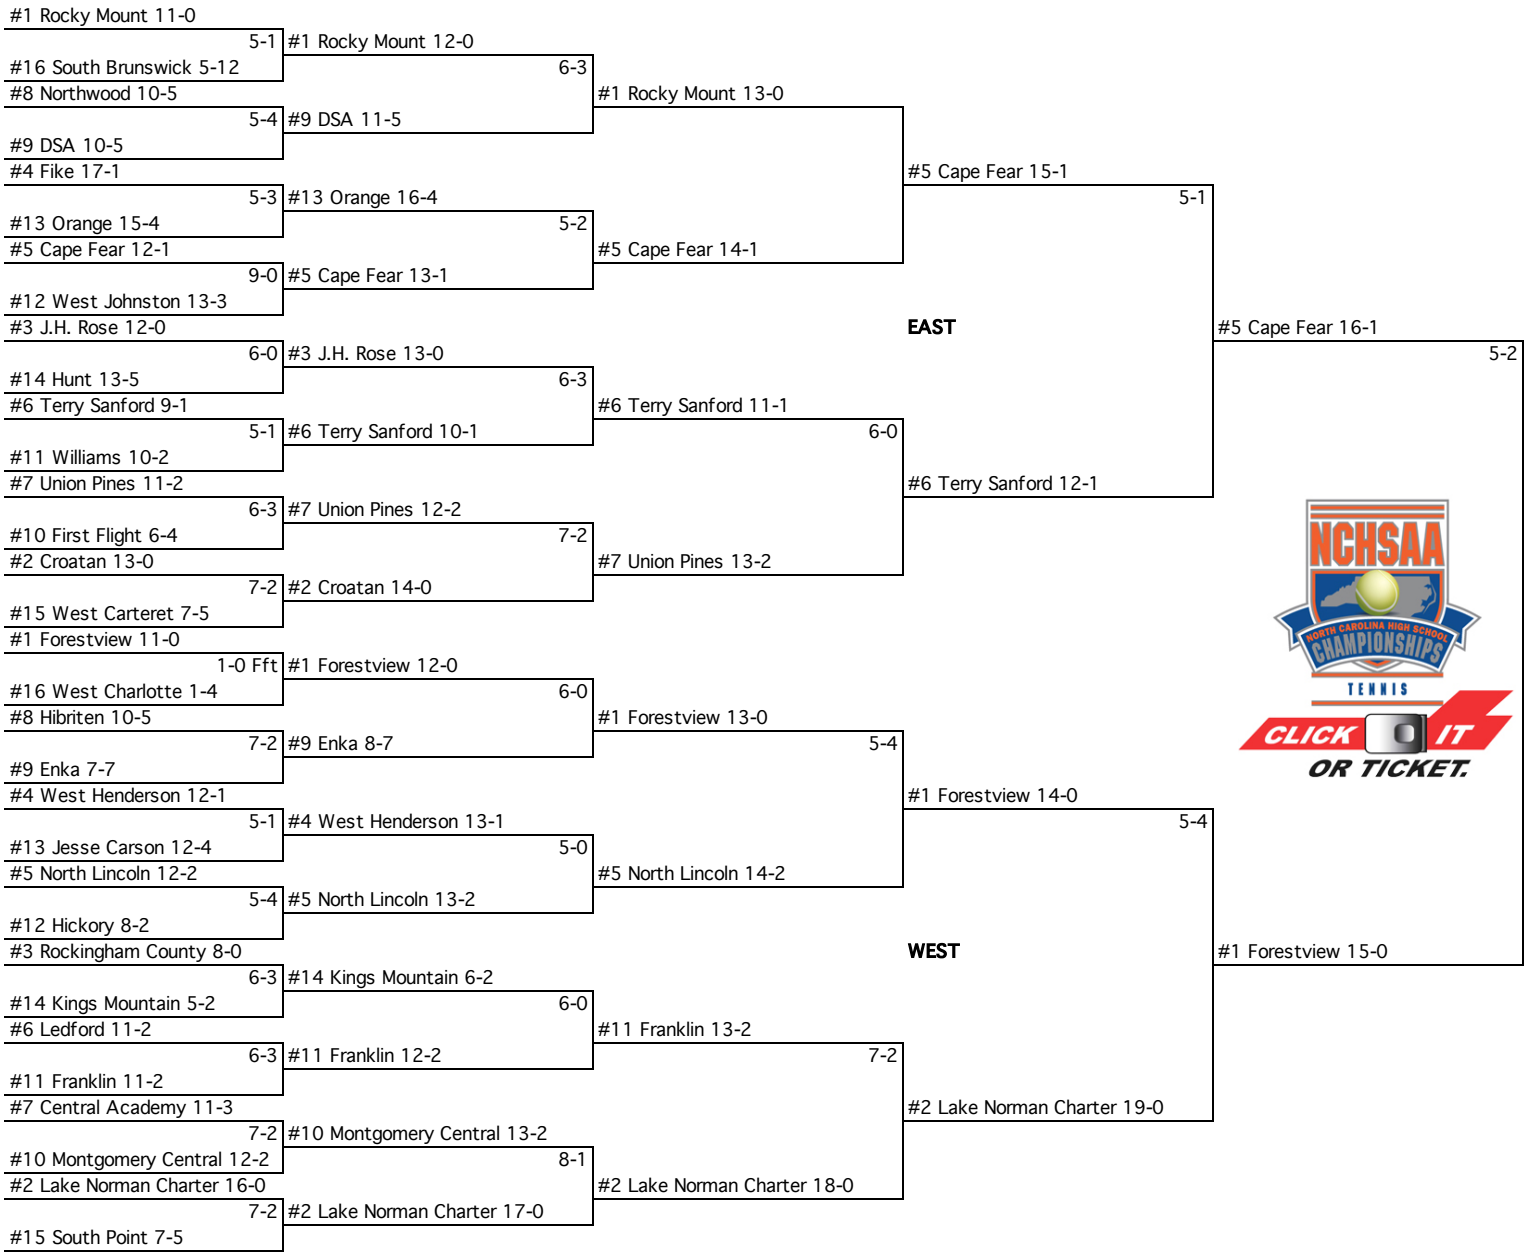 #1 Rocky Mount 11-0
5-1
#1 Rocky Mount 12-0
#16 South Brunswick 5-12
6-3
#8 Northwood 10-5
#1 Rocky Mount 13-0
5-4
#9 DSA 11-5
#9 DSA 10-5
#4 Fike 17-1
#5 Cape Fear 15-1
5-3
#13 Orange 16-4
5-1
#13 Orange 15-4
5-2
#5 Cape Fear 12-1
#5 Cape Fear 14-1
9-0
#5 Cape Fear 13-1
#12 West Johnston 13-3
#3 J.H. Rose 12-0
EAST
#5 Cape Fear 16-1
6-0
#3 J.H. Rose 13-0
5-2
#14 Hunt 13-5
6-3
#6 Terry Sanford 9-1
#6 Terry Sanford 11-1
5-1
#6 Terry Sanford 10-1
6-0
#11 Williams 10-2
#7 Union Pines 11-2
#6 Terry Sanford 12-1
6-3
#7 Union Pines 12-2
#10 First Flight 6-4
7-2
#2 Croatan 13-0
#7 Union Pines 13-2
7-2
#2 Croatan 14-0
#15 West Carteret 7-5
NCHSAA
NORTH CAROLINA HIGH SCHOOL
CHAMPIONSHIPS
TENNIS
CLICK IT
OR TICKET.
#1 Forestview 11-0
1-0 Fft
#1 Forestview 12-0
#16 West Charlotte 1-4
6-0
#8 Hibriten 10-5
#1 Forestview 13-0
7-2
#9 Enka 8-7
5-4
#9 Enka 7-7
#4 West Henderson 12-1
#1 Forestview 14-0
5-1
#4 West Henderson 13-1
5-4
#13 Jesse Carson 12-4
5-0
#5 North Lincoln 12-2
#5 North Lincoln 14-2
5-4
#5 North Lincoln 13-2
#12 Hickory 8-2
#3 Rockingham County 8-0
WEST
#1 Forestview 15-0
6-3
#14 Kings Mountain 6-2
#14 Kings Mountain 5-2
6-0
#6 Ledford 11-2
#11 Franklin 13-2
6-3
#11 Franklin 12-2
7-2
#11 Franklin 11-2
#7 Central Academy 11-3
#2 Lake Norman Charter 19-0
7-2
#10 Montgomery Central 13-2
#10 Montgomery Central 12-2
8-1
#2 Lake Norman Charter 16-0
#2 Lake Norman Charter 18-0
7-2
#2 Lake Norman Charter 17-0
#15 South Point 7-5